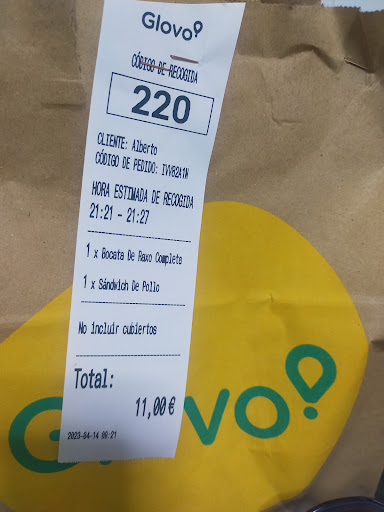 Glovo
CÓDIGO DE RECOGIDA
220
CLIENTE: Alberto
CÓDIGO DE PEDIDO: IVV82A1N
HORA ESTIMADA DE RECOGIDA
21:21 - 21:27
1 x Bocata De Raxo Completo
1 x Sándwich De Pollo
No incluir cubiertos
Total:
11,00 €
2023-04-14 09:21
Glovo